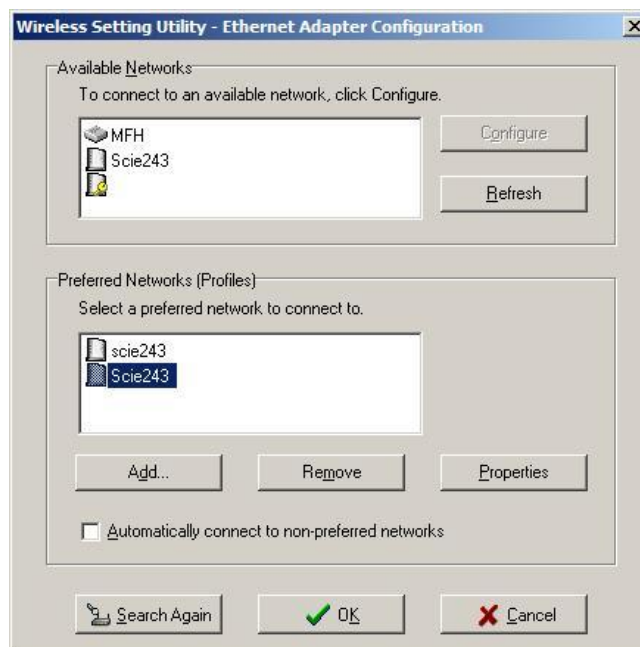 Wireless Setting Utility - Ethernet Adapter Configuration
Available Networks
To connect to an available network, click Configure.
MFH
Scie243
Configure
Refresh
Preferred Networks (Profiles)
Select a preferred network to connect to.
scie243
Scie243
Add...
Remove
Properties
Automatically connect to non-preferred networks
Search Again
OK
Cancel